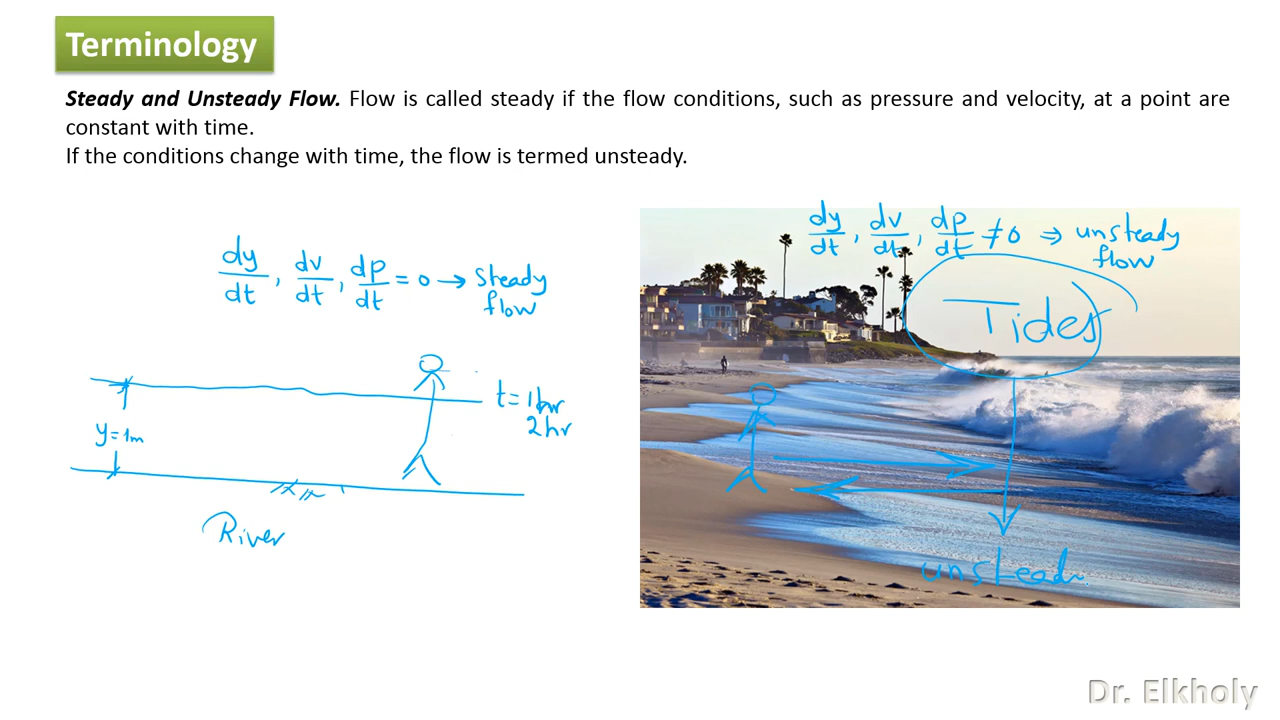 Terminology
Steady and Unsteady Flow. Flow is called steady if the flow conditions, such as pressure and velocity, at a point are
constant with time.
If the conditions change with time, the flow is termed unsteady.
dy/dt, dv/dt, dp/dt = 0 → Steady
flow
t = 1hr
2hr
y=1m
River
dy/dt, dv/dt, dp/dt ≠ 0 ⇒ unsteady
flow
Tides
unsteady
Dr. Elkholy